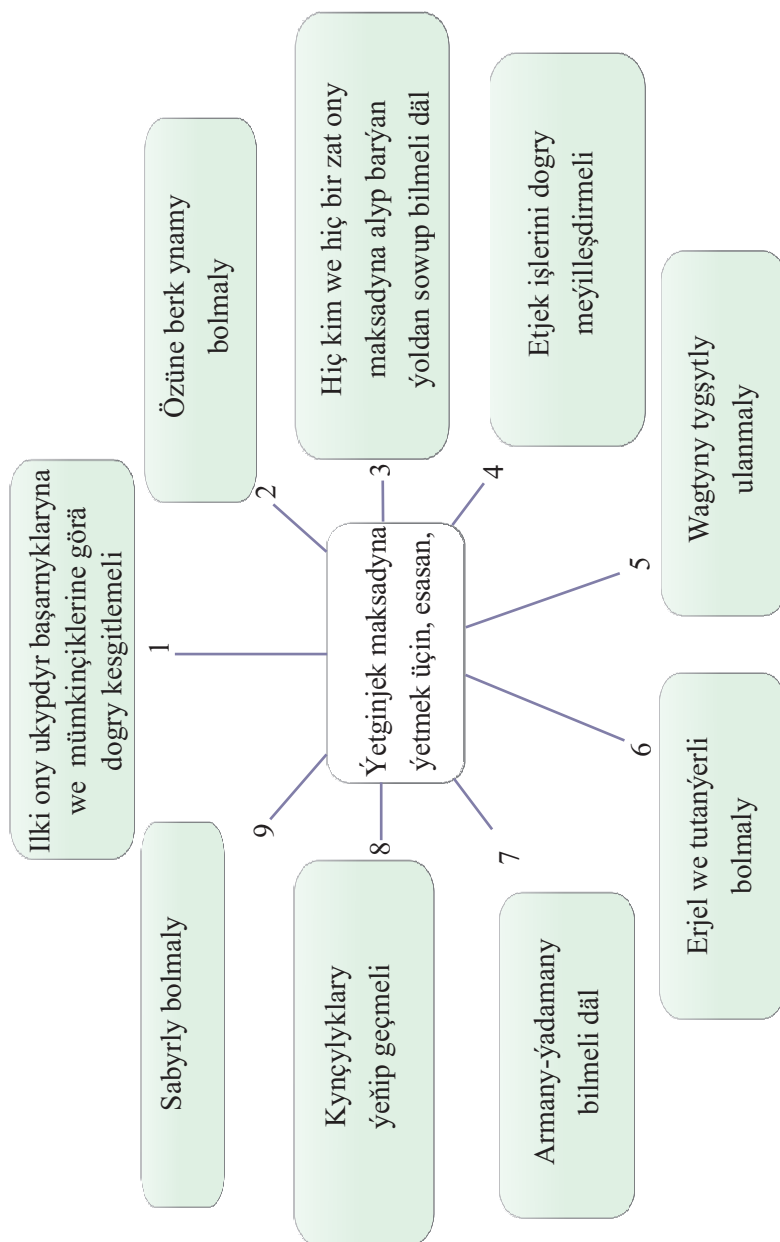 Ýetginjek maksadyna
ýetmek üçin, esasan,
1
Ilki ony ukypdyr başarnyklaryna
we mümkinçiklerine görä
dogry kesgitlemeli
2
Özüne berk ynamy
bolmaly
3
Hiç kim we hiç bir zat ony
maksadyna alyp barýan
ýoldan sowup bilmeli däl
4
Etjek işlerini dogry
meýilleşdirmeli
5
Wagtyny tygşytly
ulanmaly
6
Erjel we tutanýerli
bolmaly
7
Armany-ýadamany
bilmeli däl
8
Kynçylyklary
ýeňip geçmeli
9
Sabyrly bolmaly